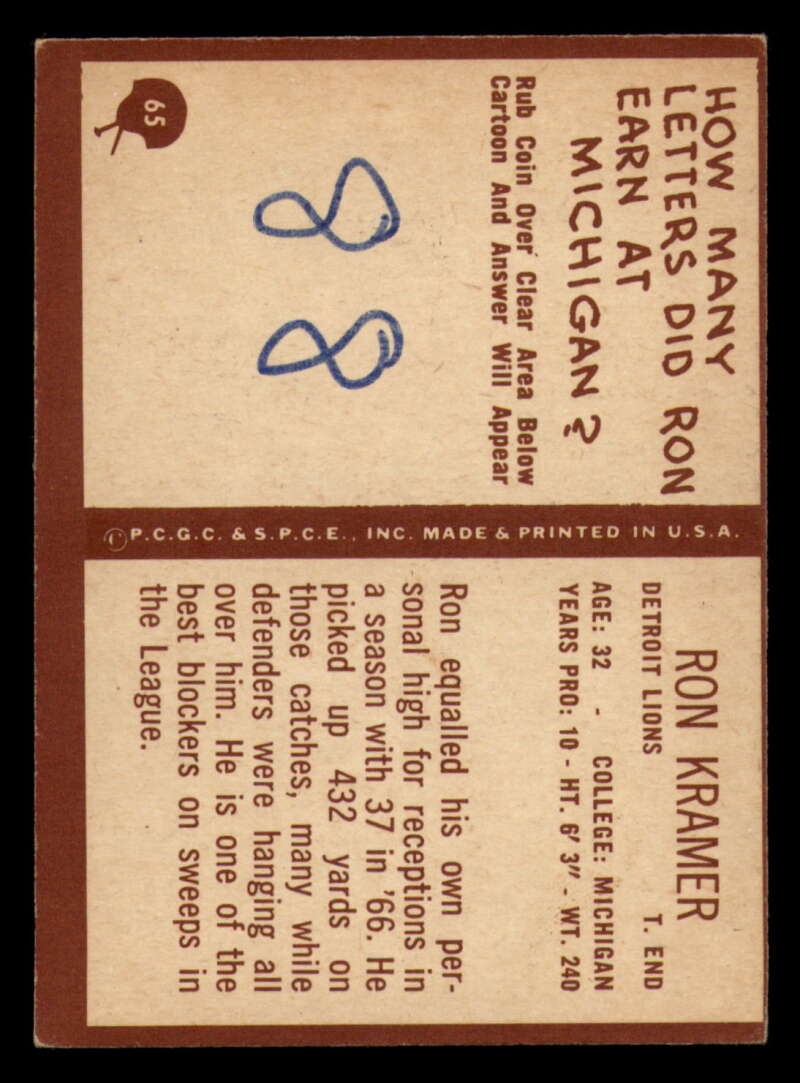 65
HOW MANY
LETTERS DID RON
EARN AT
MICHIGAN?
Rub Coin Over Clear Area Below
Cartoon And Answer Will Appear
88
© P.C.G.C. & S.P.C.E., INC. MADE & PRINTED IN U.S.A.
RON KRAMER
DETROIT LIONS T. END
AGE: 32 - COLLEGE: MICHIGAN
YEARS PRO: 10 - HT. 6' 3" - WT. 240
Ron equalled his own per-
sonal high for receptions in
a season with 37 in '66. He
picked up 432 yards on
those catches, many while
defenders were hanging all
over him. He is one of the
best blockers on sweeps in
the League.